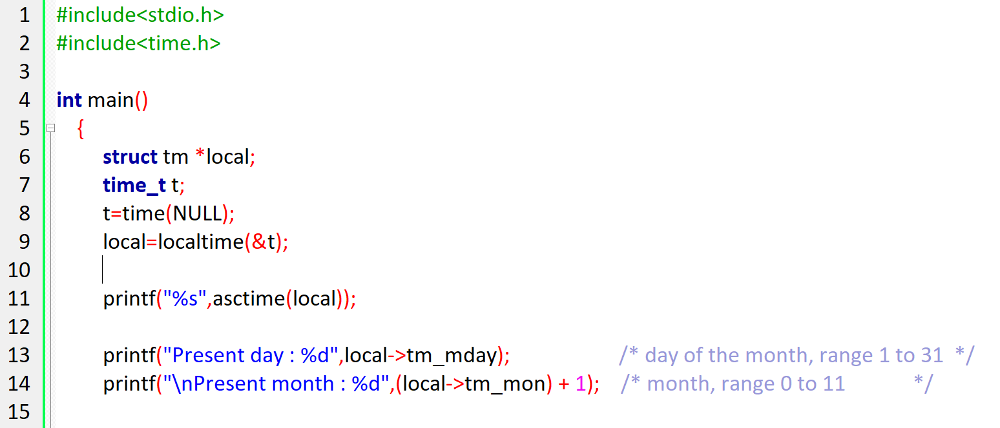 1 #include<stdio.h>
2 #include<time.h>
3
4 int main()
5 {
6 struct tm *local;
7 time_t t;
8 t=time(NULL);
9 local=localtime(&t);
10
11 printf("%s",asctime(local));
12
13 printf("Present day : %d",local->tm_mday); /* day of the month, range 1 to 31 */
14 printf("\nPresent month : %d",(local->tm_mon) + 1); /* month, range 0 to 11 */
15